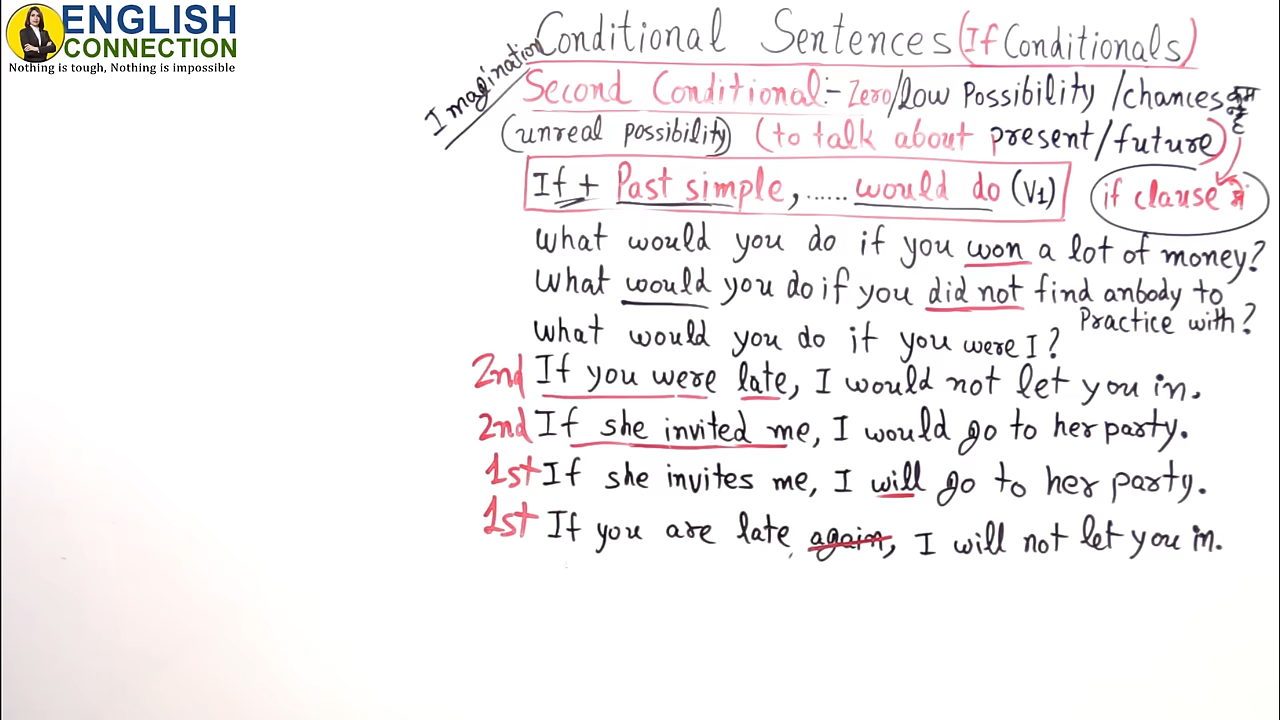 ENGLISH
CONNECTION
Nothing is tough, Nothing is impossible
Imagination
Conditional Sentences (If Conditionals)
Second Conditional:- Zero/low Possibility /chances कम है
(unreal possibility) (to talk about present/future)
If + Past simple, ...... would do (V1)
if clause में
What would you do if you won a lot of money?
What would you do if you did not find anbody to
Practice with?
What would you do if you were I?
2nd If you were late, I would not let you in.
2nd If she invited me, I would go to her party.
1st If she invites me, I will go to her party.
1st If you are late again, I will not let you in.